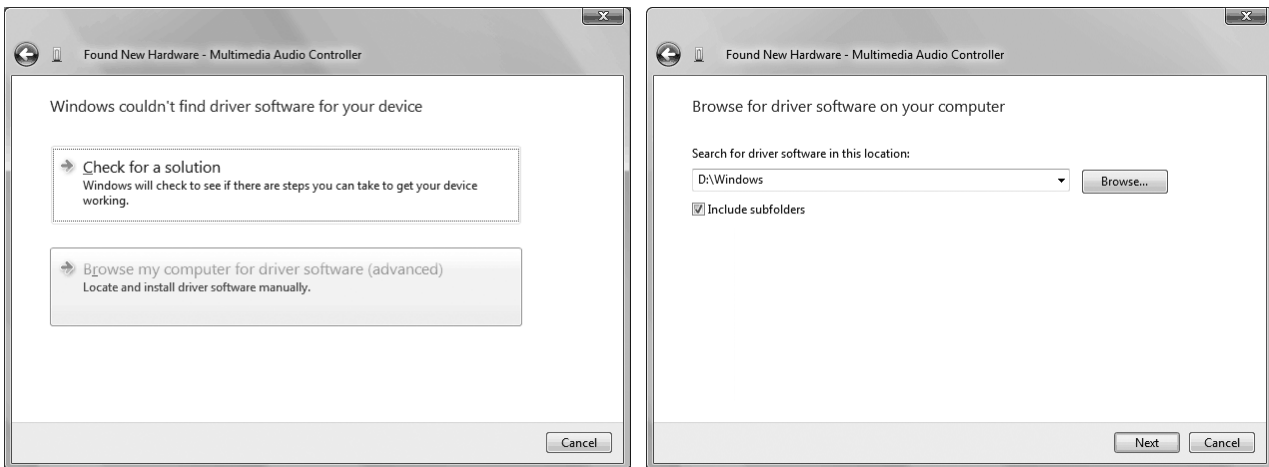 Found New Hardware - Multimedia Audio Controller
Windows couldn't find driver software for your device
Check for a solution
Windows will check to see if there are steps you can take to get your device
working.
Browse my computer for driver software (advanced)
Locate and install driver software manually.
Cancel
Found New Hardware - Multimedia Audio Controller
Browse for driver software on your computer
Search for driver software in this location:
D:\Windows
Browse...
Include subfolders
Next
Cancel